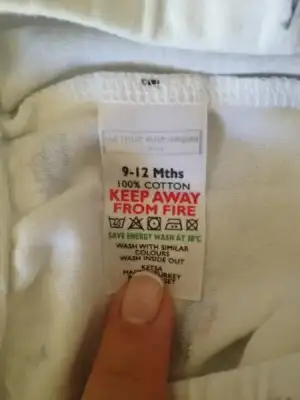 9-12 Mths
100% COTTON
KEEP AWAY
FROM FIRE
SAVE ENERGY WASH AT 30°C
WASH WITH SIMILAR
COLOURS
WASH INSIDE OUT